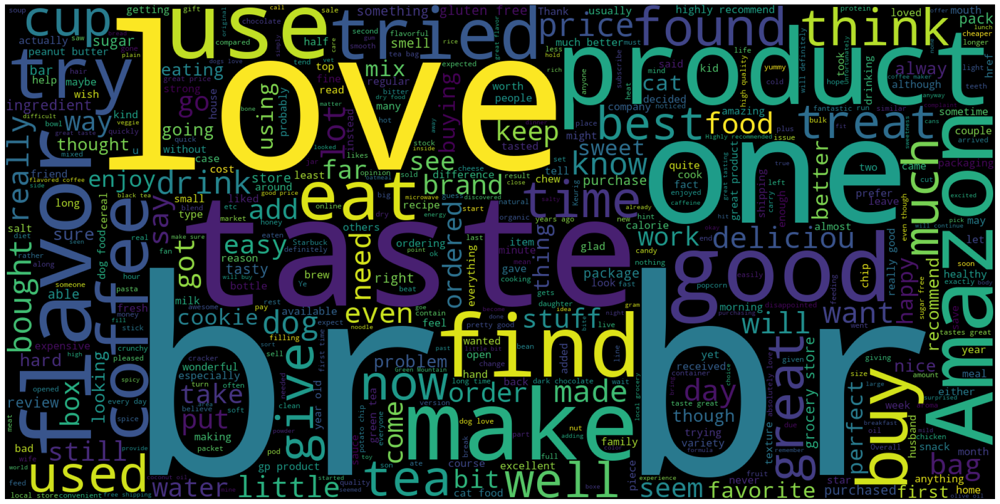 love
br br
taste
one
product
good
flavor
coffee
Amazon
make
find
use
tried
found
think
try
cup
sugar
price
pack
loved
mouth
usually
highly recommend
gluten free
something
Thank
getting
gift
call
sale
soup
chocolate
original
protein
offer
lunch
cheaper
longer
none
actually
saw
bread
peanut butter
gone
plain
bar
help
hair
maybe
wish
eating
dogs love
great price
strong
compared
simply
care
half
second
gum
smooth
flavorful
smell
tea bag
rice
great flavor
much better
must
less
hold
life
tend
vet
top
mix
expected
fine
regular
read
rich
anyone
said
mind
subscribe
kid
yummy
cold
high quality
heat
took
hope
Unfortunately
will definitely
coffee maker
drinking
alway
although
light
href
teeth
anyway
ingredient
go
way
kind
difficult
bowl
veggie
great taste
quickly
really
house
using
probably
bone
matter
lot
many
bitter
dry food
hot
instead
buying
worth
people
cat
decided
company
noticed
amazing
fantastic
run
similar
complaint
sometime
thought
going
quick
without
mixed
u
case
looked
away
dinner
stock
inside
keep
tasted
best
food
treat
bulk
fit
cans
couple
arrived
place
might
Highly recommended
plus
issue
sweetness
friend
flavored coffee
side
cost
enjoy
drink
store
around
least
far
jar
likes
opinion
oatmeal
sold
see
difference
cheese
set
result
close
sweet
know
tell
chew
purchase
quite
cook
fact
enjoyed
caffeine
great tasting
great product
true
left
carry
shipping
enough
better
two
prefer
leave
much
came
cut
packaging
excited
long
black tea
small
good price
online
microwave
big
guess
discovered
brand
eat
time
salty
natural
Keurig
already
say
type
blend
liked
etc
market
add
honey
dry
recipe
energy
start
organic
years ago
new
hint
calorie
hit
okay
end
almost
may
even though
pick
will continue
salt
cereal
diet
sure
real
eaten
make sure
easy
others
Starbuck
definitely
ordering
ok
point
last
item
minute
mean
thing
glad
candy
work
deliciou
let
seen
rather
along
dog food
fan
got
reason
tasty
need
ordered
nothing
easily
chip
soon
healthy
exactly
body
bought
hour
someone
pasta
able
will buy
brew
Ye
right
beat
everything
gave
cooking
package
look
fast
gets
popcorn
feeding
really good
sugar free
recommend
happy
fresh
money
fill
milk
bottle
rest
awesome
pay
available
goe
contain
feel
become
done
idea
daughter
gram
morning
disappointed
purchasing
want
save
cookie
dog
even
expect
noodle
night
pretty good
stuff
live
bite
will
went
tastes great
stick
expensive
hard
high
crunchy
pleased
looking
filling
sort
sell
first time
problem
wanted
little bit
past
open
bean
added
line
change
hand
yet
received
container
choice
great
given
giving
size
large
nice
year
meal
amount
grocery store
absolutely love
texture
cracker
wonderful
especially
turn
often
take
area
believe
soft
put
making
packet
give
needed
clean
year old
now
Green Mountain
long time
back
dark chocolate
wait
order
made
local grocery
version
day
bring
taste great
though
trying
variety
formula
due
week
surprised
aroma
either
buy
perfect
breakfast
mild
oil
chicken
husband
snack
Overall
remember
month
opened
spicy
review
box
every day
spice
meat
bad
wife
still
provide
pod
powder
everyone
potato chip
green tea
sauce
toy
come
dog love
nut
adding
part
family
break
color
full
world
feed
used
coconut oil
water
mine
gp product
little
started
tea
son
ate
quality
seemed
course
bit
cat food
boxe
excellent
well
piece
experience
seem
favorite
never
fruit
star
purchased
bag
anything
first
home
olive oil
local store
convenient
free shipping